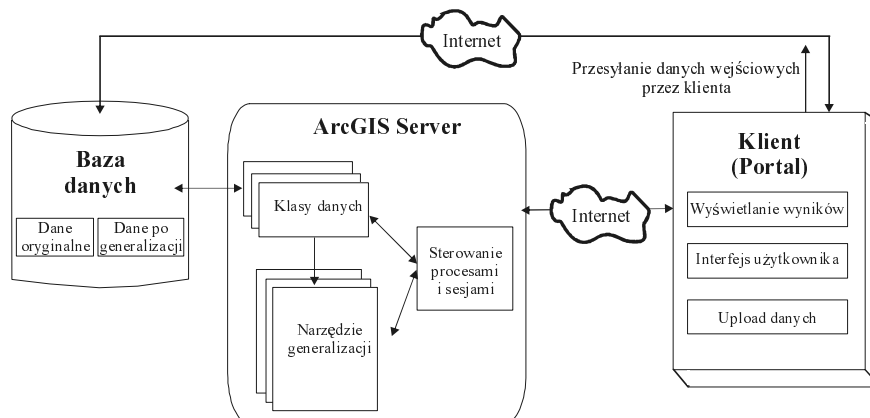 Internet
Przesyłanie danych wejściowych
przez klienta
Baza
danych
Dane
oryginalne
Dane po
generalizacji
ArcGIS Server
Klasy danych
Sterowanie
procesami
i sesjami
Narzędzie
generalizacji
Internet
Klient
(Portal)
Wyświetlanie wyników
Interfejs użytkownika
Upload danych